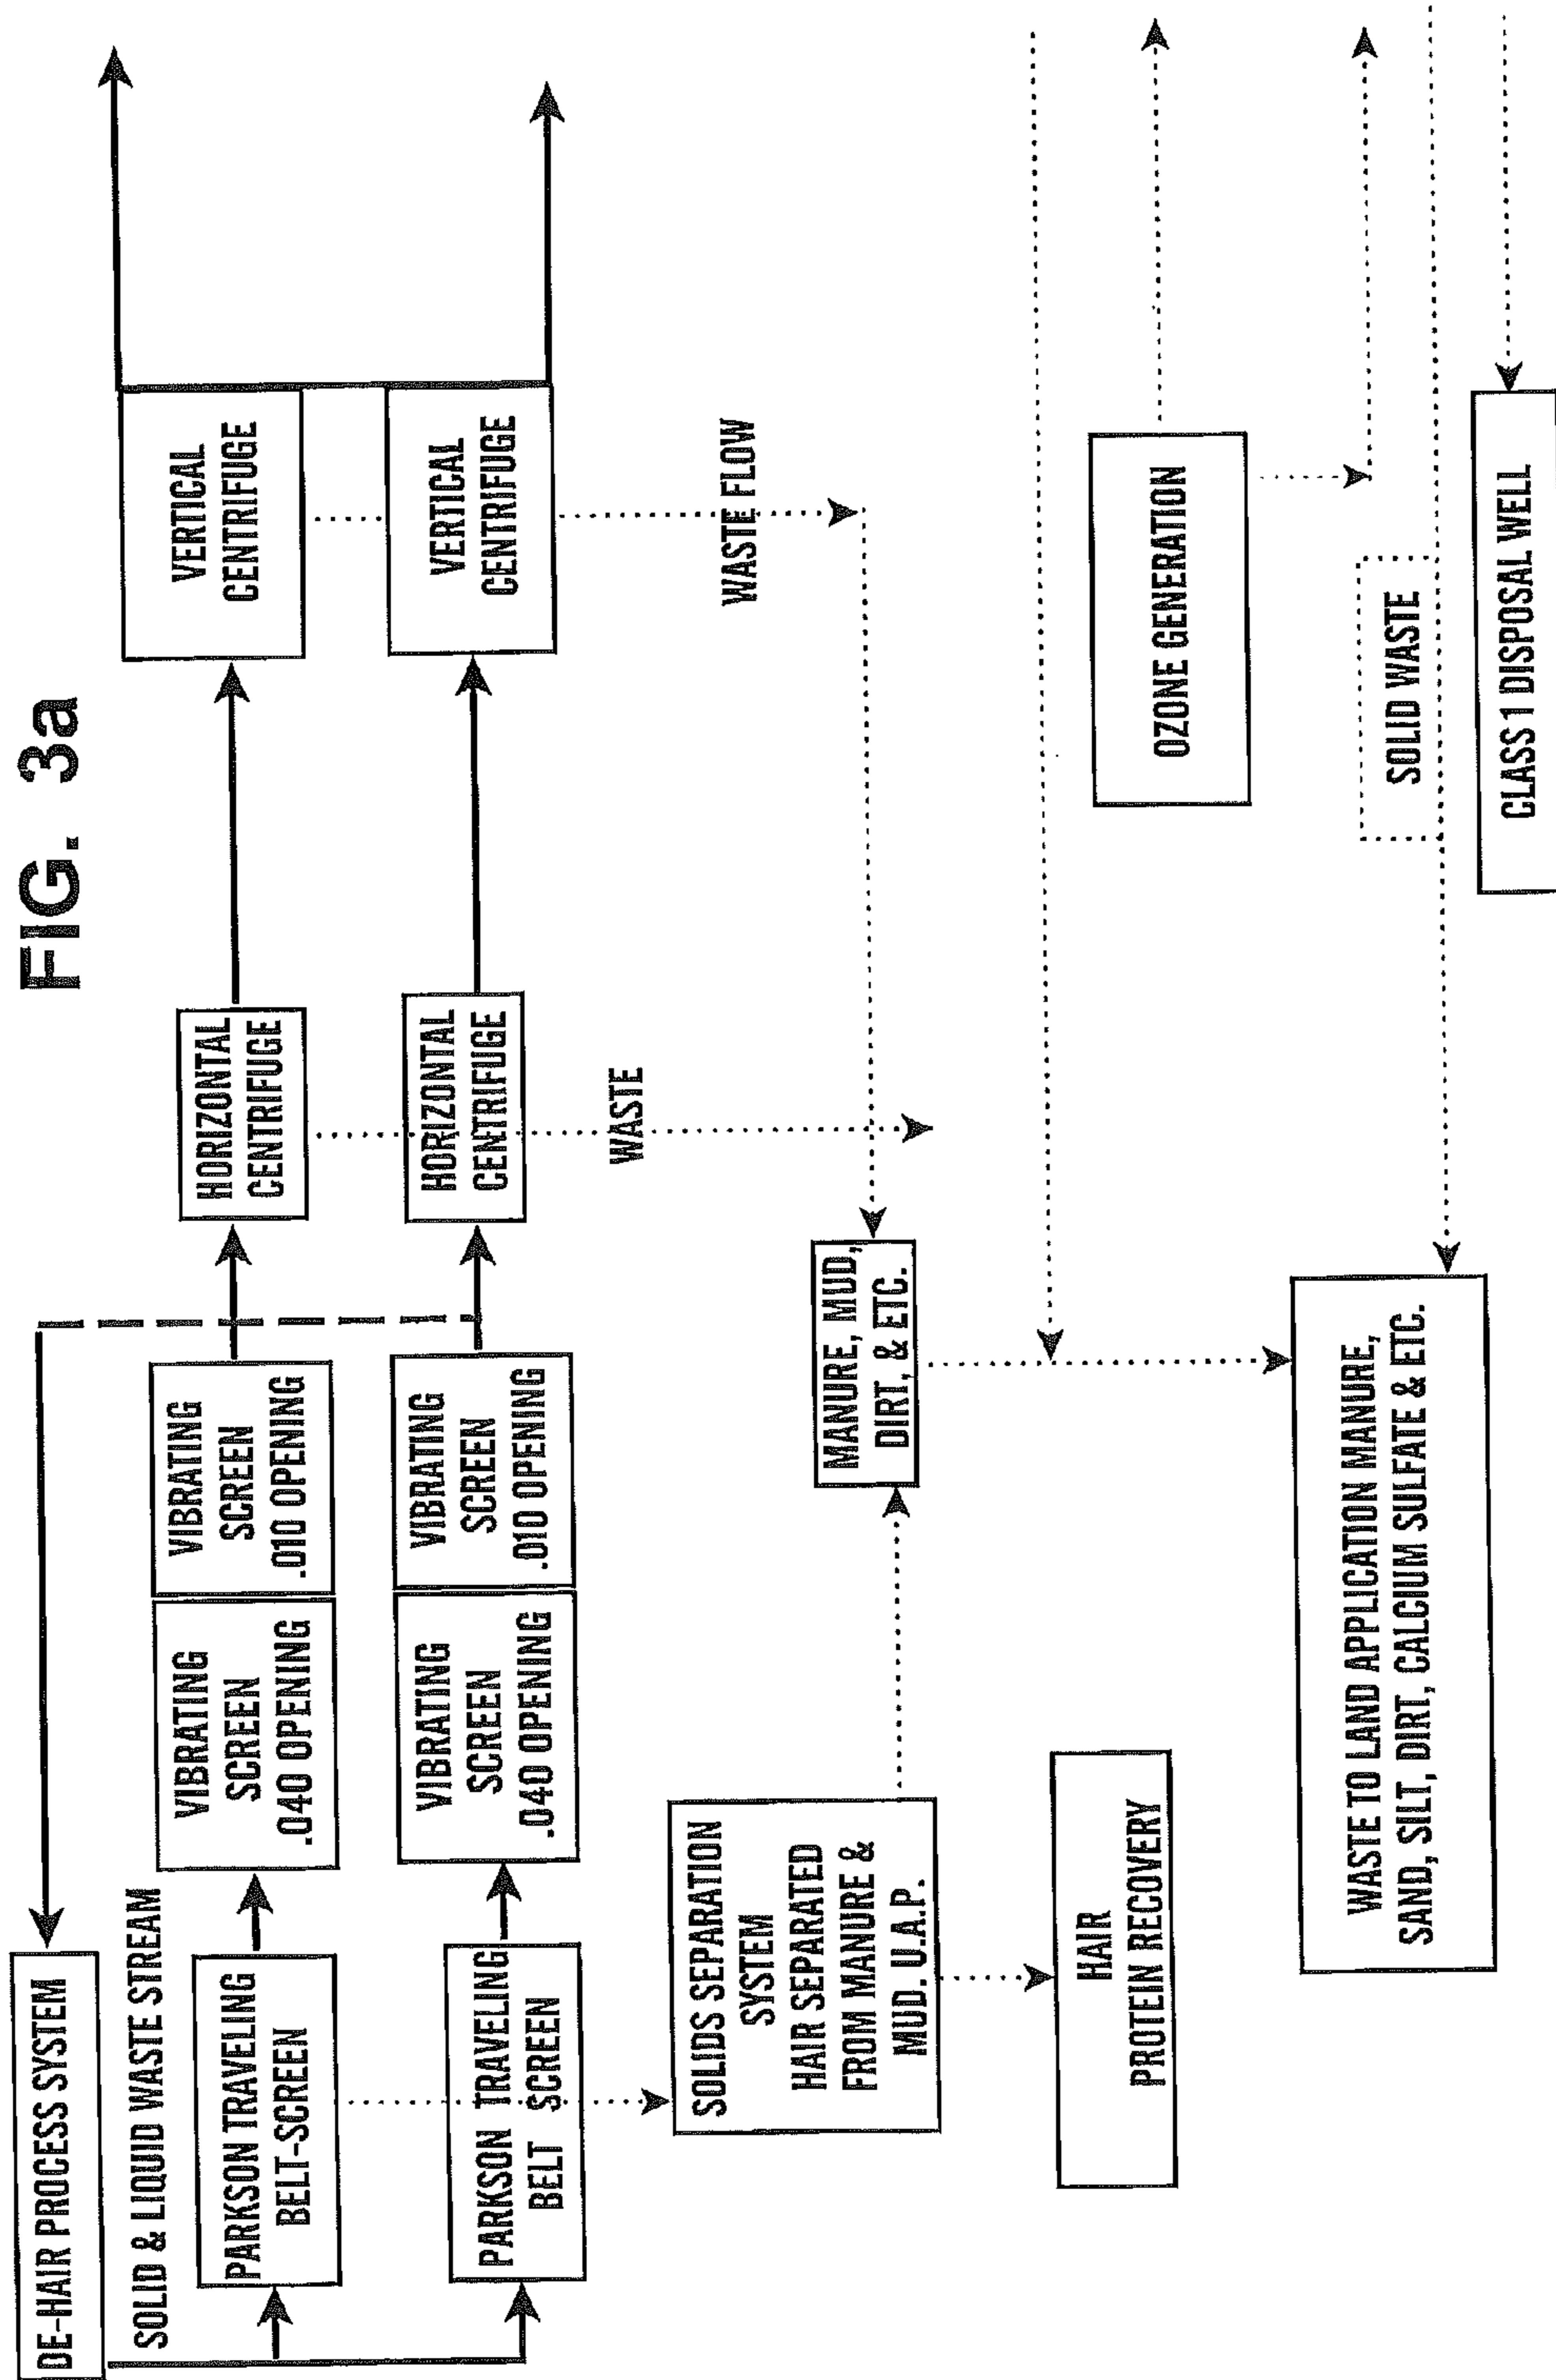 FIG. 3a
DE-HAIR PROCESS SYSTEM
SOLID & LIQUID WASTE STREAM
PARKSON TRAVELING
BELT-SCREEN
VIBRATING
SCREEN
.040 OPENING
VIBRATING
SCREEN
.010 OPENING
HORIZONTAL
CENTRIFUGE
VERTICAL
CENTRIFUGE
PARKSON TRAVELING
BELT SCREEN
VIBRATING
SCREEN
.040 OPENING
VIBRATING
SCREEN
.010 OPENING
HORIZONTAL
CENTRIFUGE
VERTICAL
CENTRIFUGE
WASTE
WASTE FLOW
SOLIDS SEPARATION
SYSTEM
HAIR SEPARATED
FROM MANURE &
MUD. U.A.P.
MANURE, MUD,
DIRT, & ETC.
HAIR
PROTEIN RECOVERY
OZONE GENERATION
WASTE TO LAND APPLICATION MANURE,
SAND, SILT, DIRT, CALCIUM SULFATE & ETC.
SOLID WASTE
CLASS 1 DISPOSAL WELL